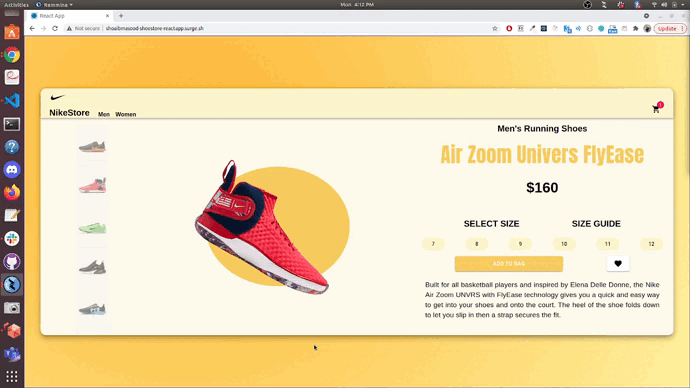 Activities
Nemmina
Mon 4:12 PM
React App
Not secure
shoaibmasood-shoestore-reactapp.surge.sh
Update
NikeStore
Men
Women
1
Men's Running Shoes
Air Zoom Univers FlyEase
$160
SELECT SIZE SIZE GUIDE
7 8 9 10 11 12
ADD TO BAG
Built for all basketball players and inspired by Elena Delle Donne, the Nike
Air Zoom UNVRS with FlyEase technology gives you a quick and easy way
to get into your shoes and onto the court. The heel of the shoe folds down
to let you slip in then a strap secures the fit.